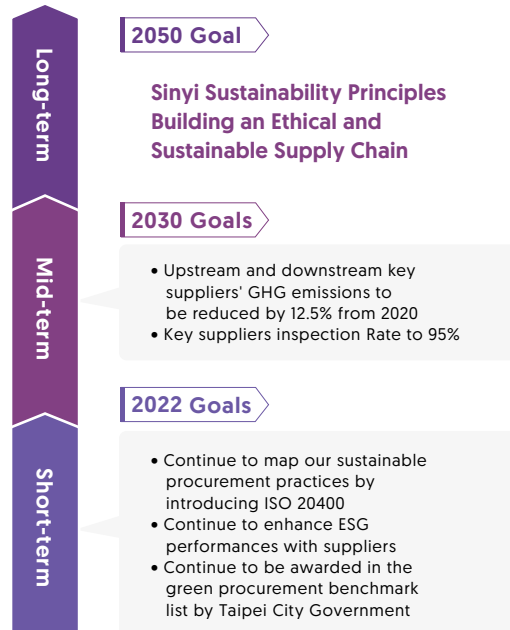 Long-term
2050 Goal
Sinyi Sustainability Principles
Building an Ethical and
Sustainable Supply Chain
Mid-term
2030 Goals
• Upstream and downstream key
suppliers' GHG emissions to
be reduced by 12.5% from 2020
• Key suppliers inspection Rate to 95%
Short-term
2022 Goals
• Continue to map our sustainable
procurement practices by
introducing ISO 20400
• Continue to enhance ESG
performances with suppliers
• Continue to be awarded in the
green procurement benchmark
list by Taipei City Government